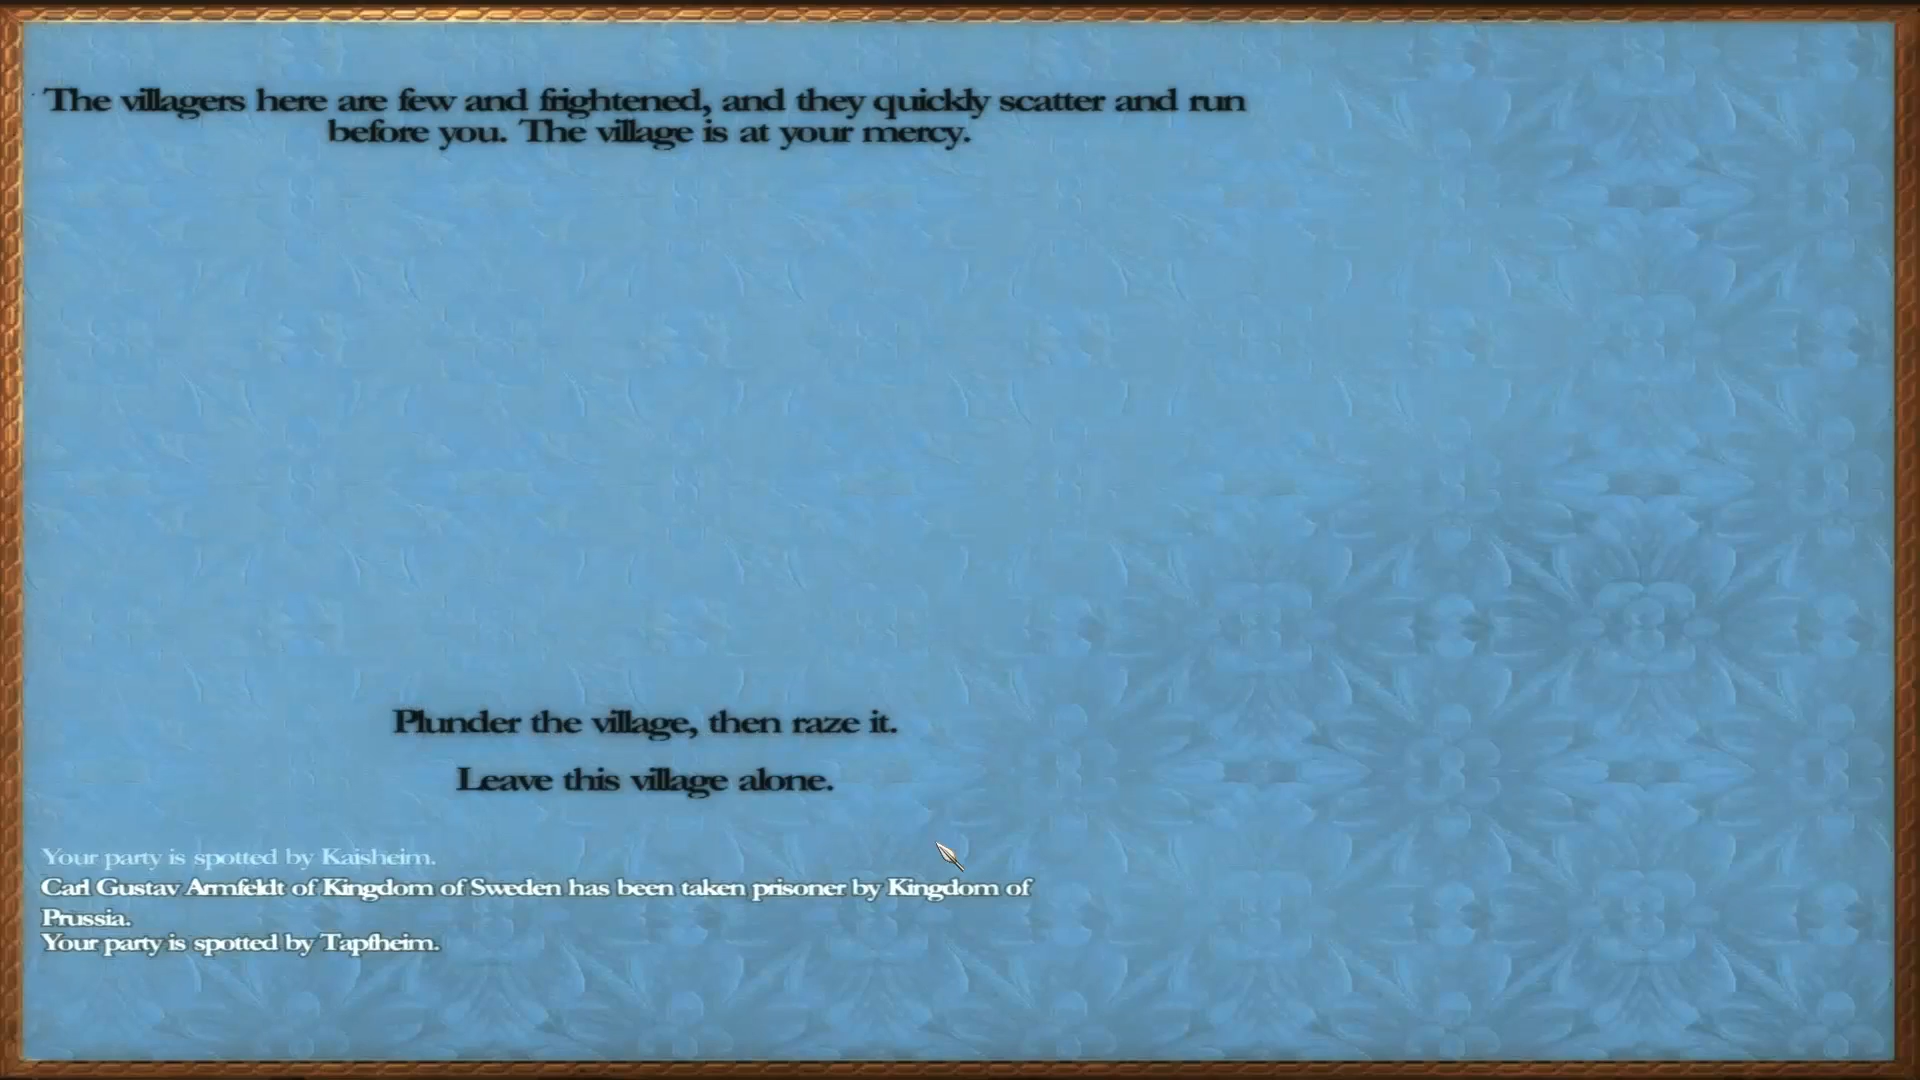 The villagers here are few and frightened, and they quickly scatter and run
before you. The village is at your mercy.
Plunder the village, then raze it.
Leave this village alone.
Your party is spotted by Kaisheim.
Carl Gustav Armfeldt of Kingdom of Sweden has been taken prisoner by Kingdom of
Prussia.
Your party is spotted by Tapfheim.